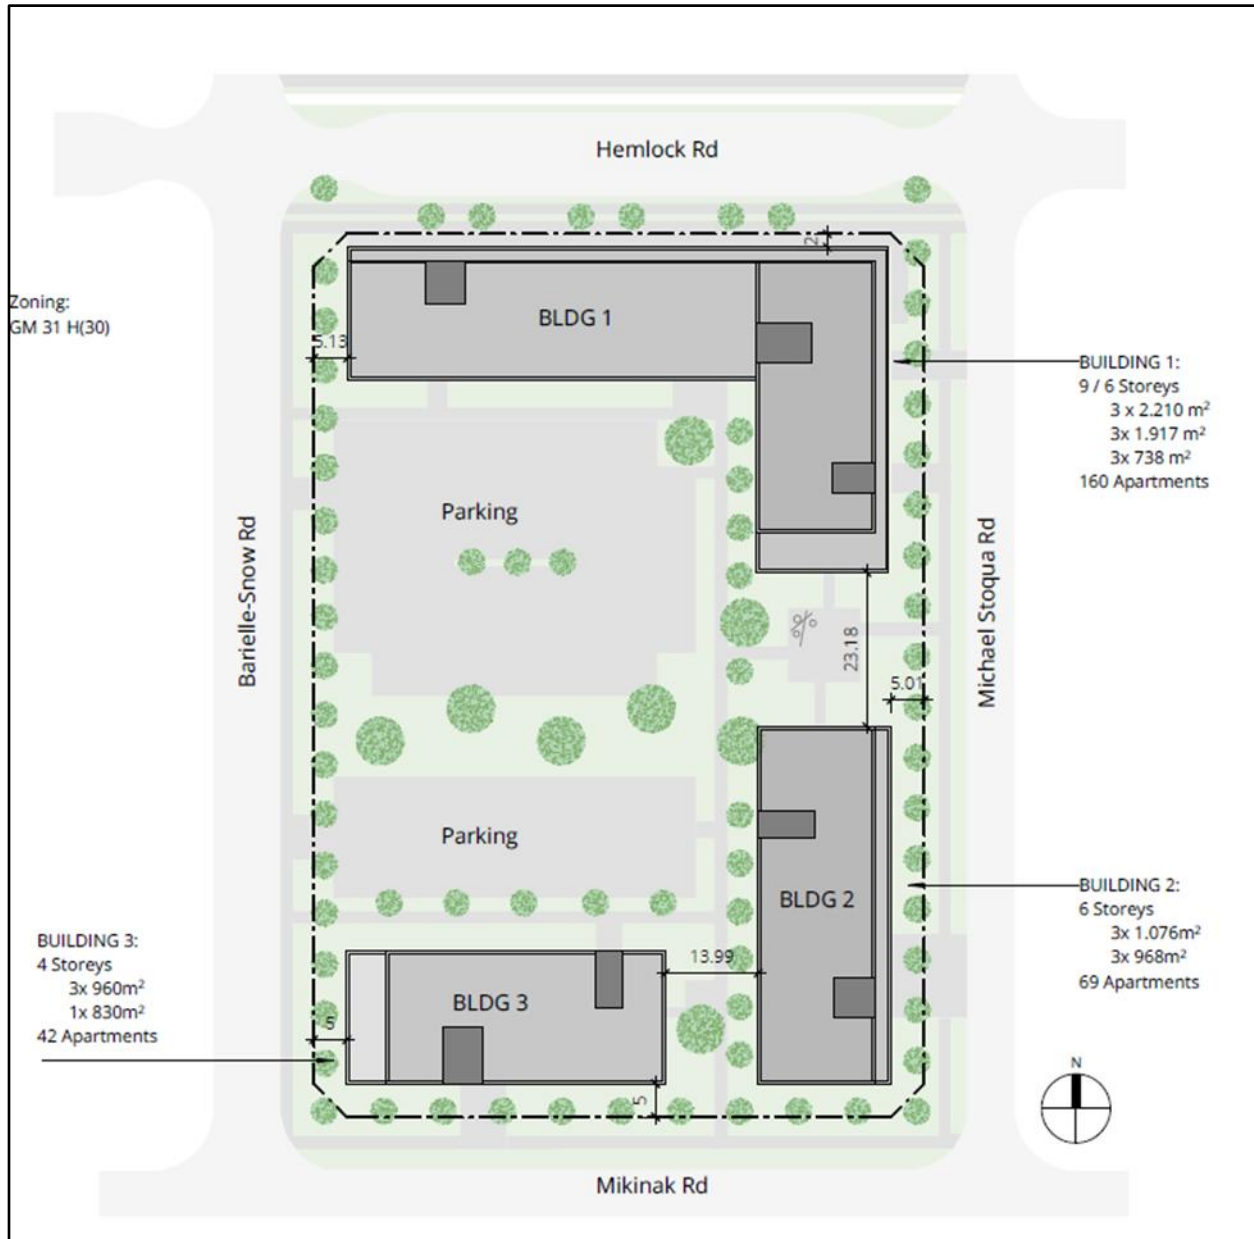 Hemlock Rd
2
Zoning:
GM 31 H(30)
BLDG 1
5.13
BUILDING 1:
9 / 6 Storeys
3 x 2.210 m²
3x 1.917 m²
3x 738 m²
160 Apartments
Parking
Barielle-Snow Rd
Michael Stoqua Rd
23.18
5.01
Parking
BLDG 2
BUILDING 2:
6 Storeys
3x 1.076m²
3x 968m²
69 Apartments
BUILDING 3:
4 Storeys
3x 960m²
1x 830m²
42 Apartments
13.99
BLDG 3
5
5
N
Mikinak Rd